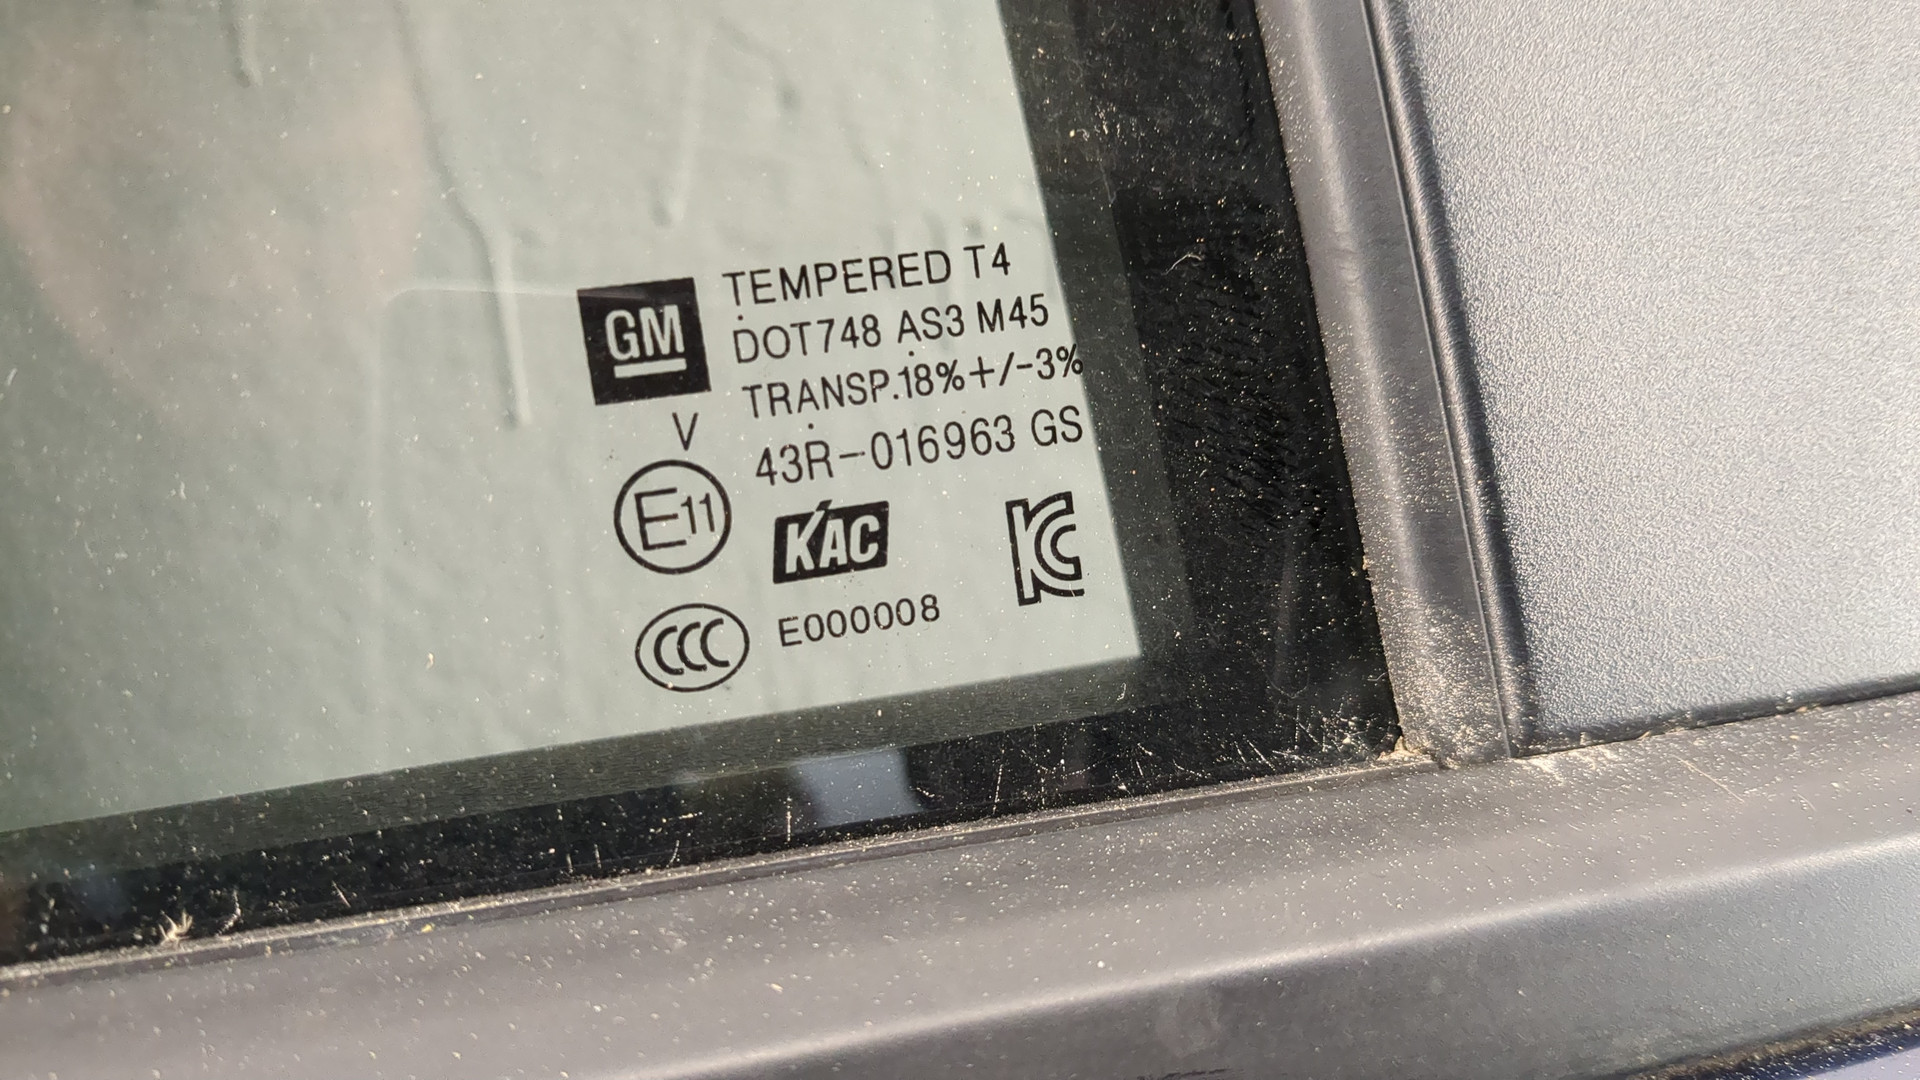 GM
TEMPERED T4
DOT748 AS3 M45
TRANSP.18%+/-3%
V
43R-016963 GS
E11
KAC
KC
CCC
E000008